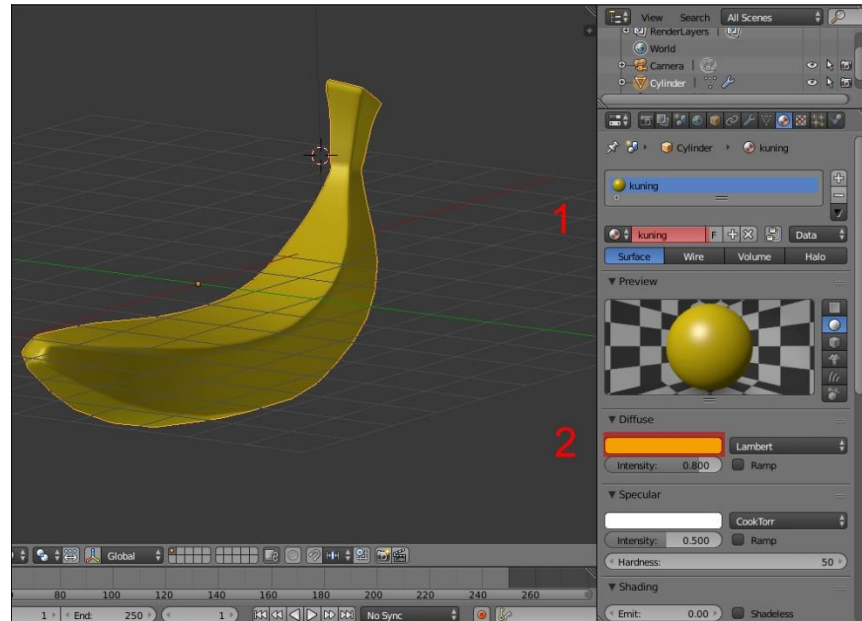 View Search All Scenes
RenderLayers |
World
Camera |
Cylinder |
Cylinder kuning
kuning
1
kuning F Data
Surface Wire Volume Halo
Preview
2
Diffuse
Lambert
Intensity: 0.800 Ramp
Specular
CookTorr
Intensity: 0.500 Ramp
Hardness: 50
Shading
Emit: 0.00 Shadeless
Global
80 100 120 140 160 180 200 220 240 260
1 End: 250 1 No Sync